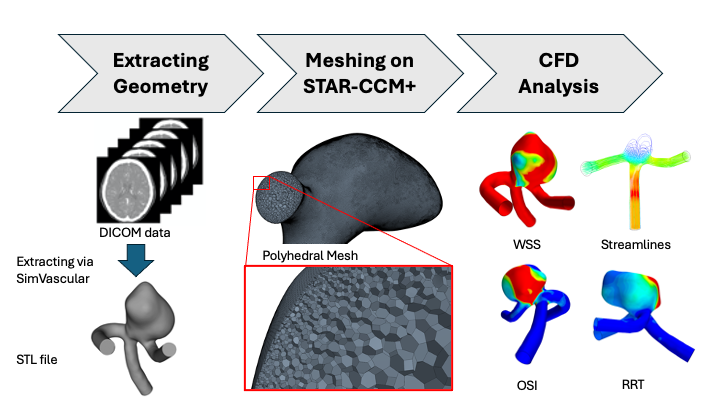 Extracting
Geometry
Meshing on
STAR-CCM+
CFD
Analysis
DICOM data
Extracting via
SimVascular
STL file
Polyhedral Mesh
WSS
Streamlines
OSI
RRT